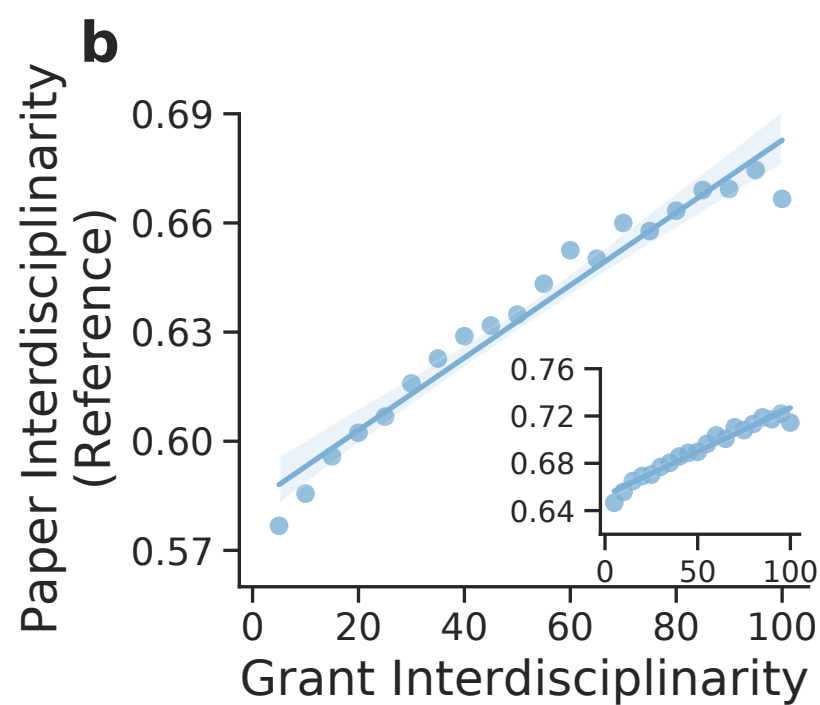 b
Paper Interdisciplinarity
(Reference)
0.69
0.66
0.63
0.60
0.57
0 20 40 60 80 100
Grant Interdisciplinarity
0.76
0.72
0.68
0.64
0 50 100